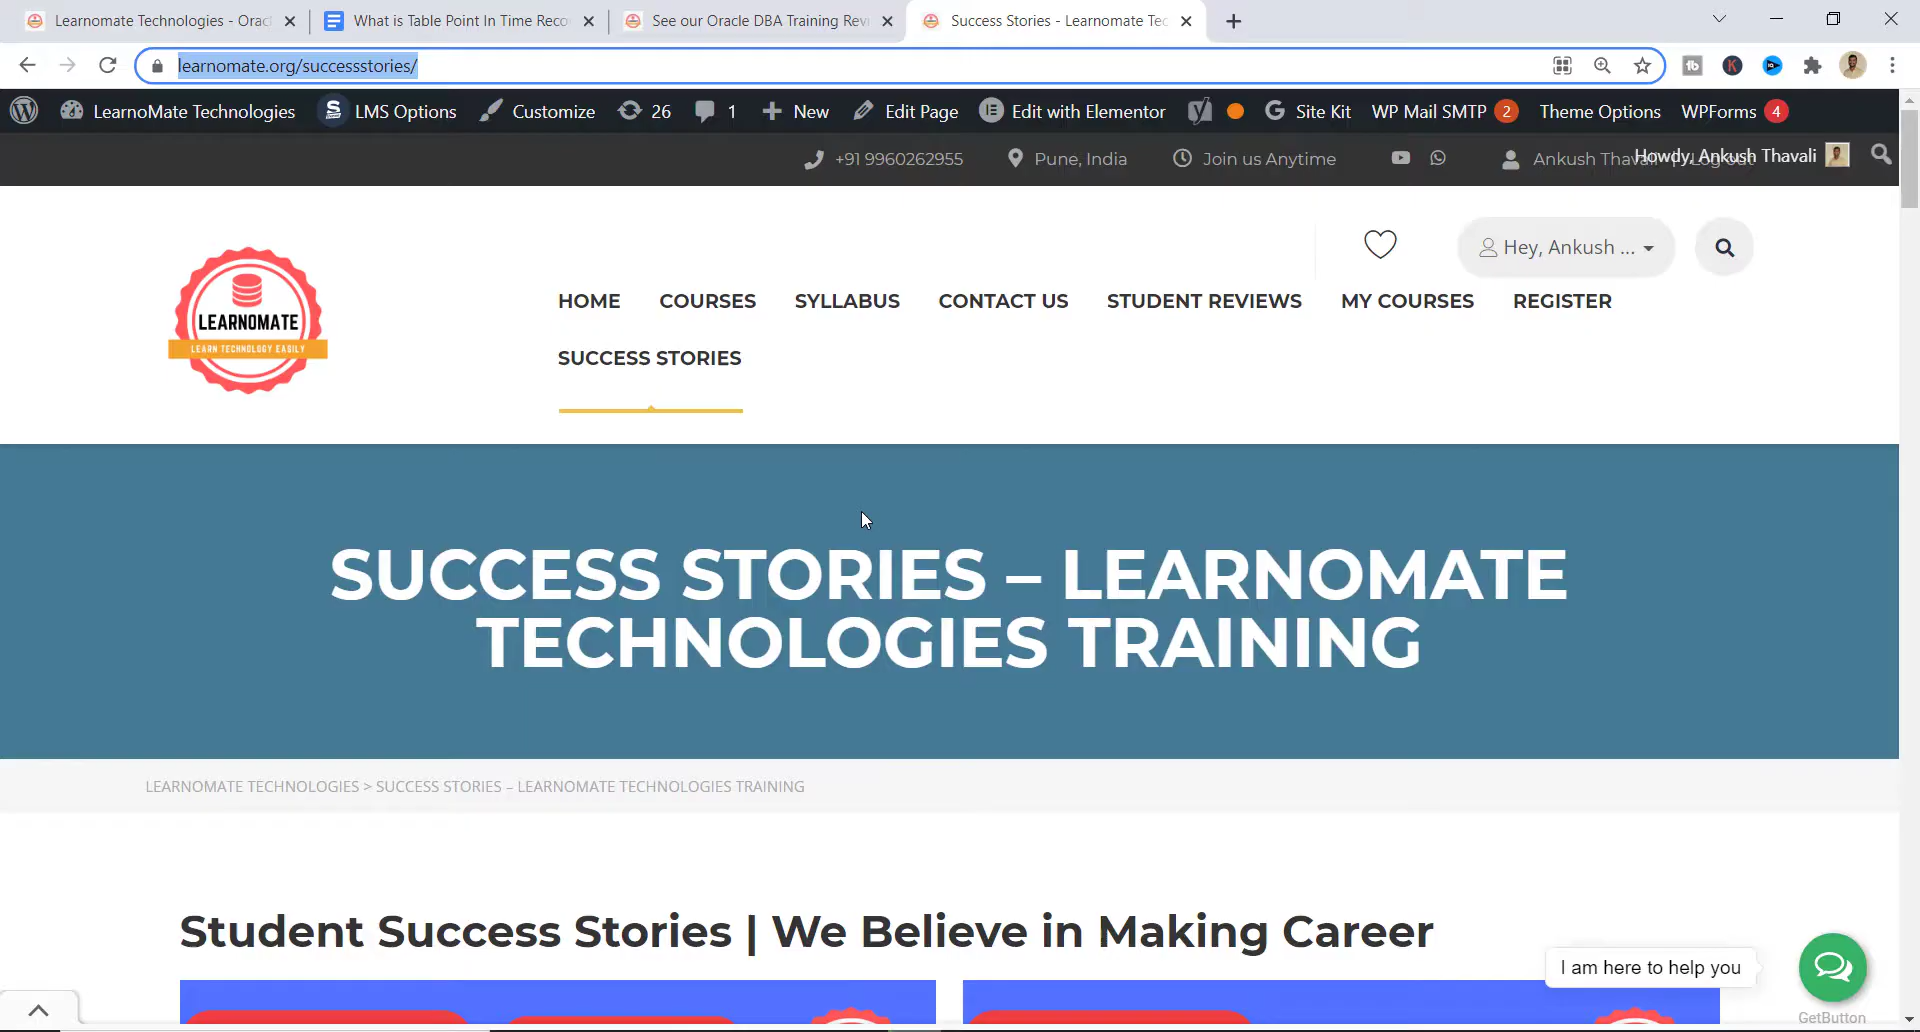 Learnomate Technologies - Orac
What is Table Point In Time Reco
See our Oracle DBA Training Rev
Success Stories - Learnomate Tec
learnomate.org/successstories/
LearnoMate Technologies
LMS Options
Customize
26
1
New
Edit Page
Edit with Elementor
Site Kit
WP Mail SMTP 2
Theme Options
WPForms 4
+91 9960262955
Pune, India
Join us Anytime
Ankush Thavali
Log out
Howdy, Ankush Thavali
Hey, Ankush ...
LEARNOMATE
LEARN TECHNOLOGY EASILY
HOME
COURSES
SYLLABUS
CONTACT US
STUDENT REVIEWS
MY COURSES
REGISTER
SUCCESS STORIES
SUCCESS STORIES – LEARNOMATE
TECHNOLOGIES TRAINING
LEARNOMATE TECHNOLOGIES > SUCCESS STORIES – LEARNOMATE TECHNOLOGIES TRAINING
Student Success Stories | We Believe in Making Career
I am here to help you
GetButton